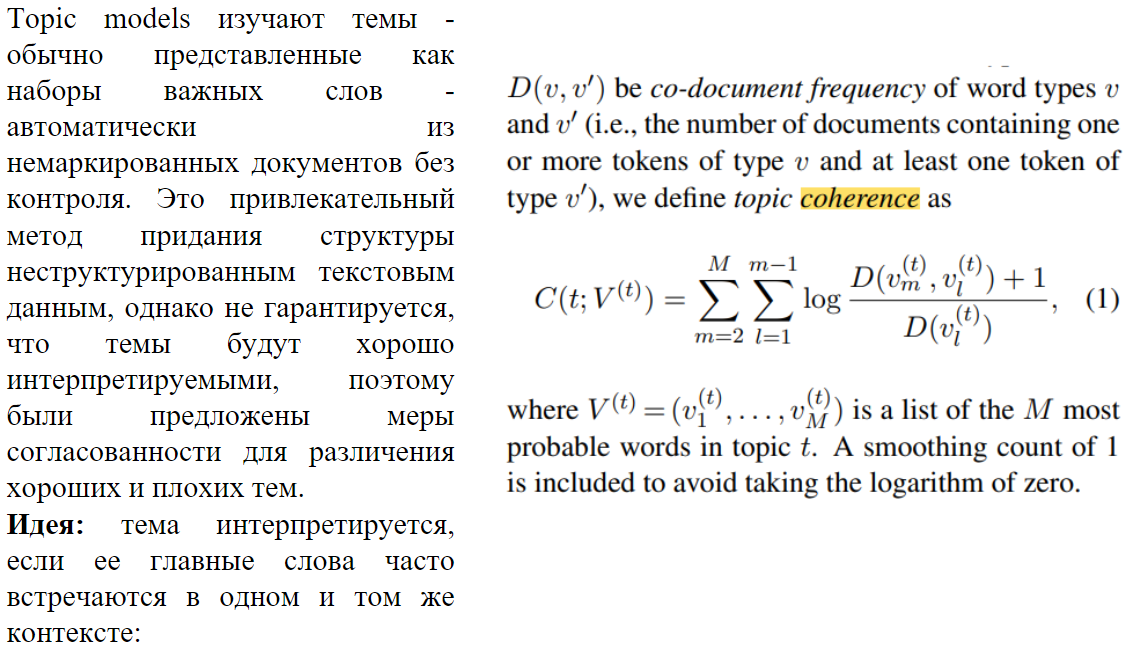 Topic models изучают темы -
обычно представленные как
наборы важных слов -
автоматически из
немаркированных документов без
контроля. Это привлекательный
метод придания структуры
неструктурированным текстовым
данным, однако не гарантируется,
что темы будут хорошо
интерпретируемыми, поэтому
были предложены меры
согласованности для различения
хороших и плохих тем.
Идея: тема интерпретируется,
если ее главные слова часто
встречаются в одном и том же
контексте:
D(v, v′) be co-document frequency of word types v
and v′ (i.e., the number of documents containing one
or more tokens of type v and at least one token of
type v′), we define topic coherence as
C(t; V^(t)) = ∑_{m=2}^{M} ∑_{l=1}^{m−1} log (D(v_m^(t), v_l^(t)) + 1) / D(v_l^(t)), (1)
where V^(t) = (v_1^(t), . . . , v_M^(t)) is a list of the M most
probable words in topic t. A smoothing count of 1
is included to avoid taking the logarithm of zero.